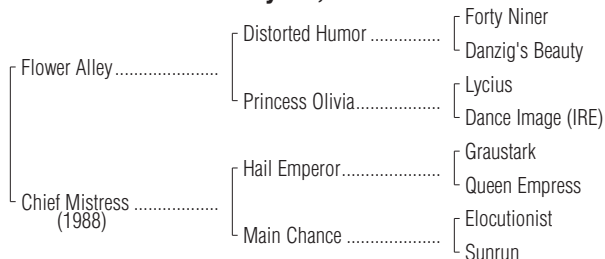 Forty Niner
Distorted Humor
Danzig's Beauty
Flower Alley
Lycius
Princess Olivia
Dance Image (IRE)
Graustark
Hail Emperor
Queen Empress
Chief Mistress
(1988)
Elocutionist
Main Chance
Sunrun